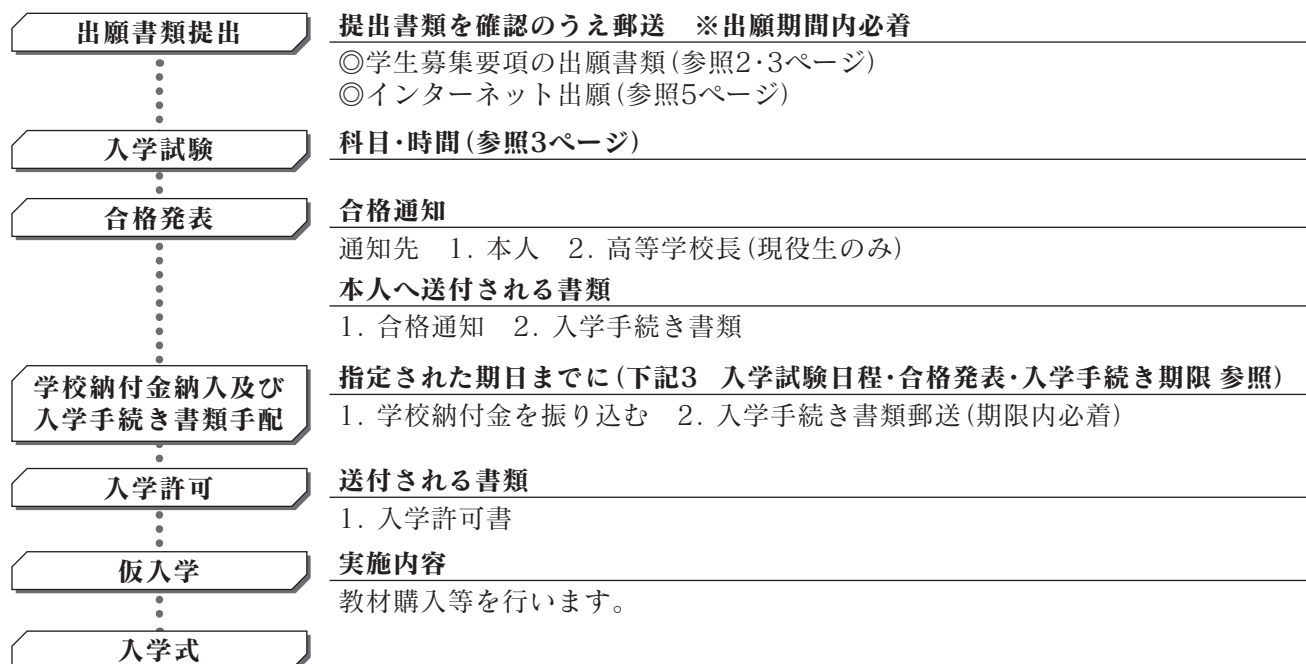 出願書類提出
提出書類を確認のうえ郵送　※出願期間内必着
◎学生募集要項の出願書類(参照2・3ページ)
◎インターネット出願(参照5ページ)
入学試験
科目・時間(参照3ページ)
合格発表
合格通知
通知先　1. 本人　2. 高等学校長(現役生のみ)
本人へ送付される書類
1. 合格通知　2. 入学手続き書類
学校納付金納入及び
入学手続き書類手配
指定された期日までに(下記3　入学試験日程・合格発表・入学手続き期限 参照)
1. 学校納付金を振り込む　2. 入学手続き書類郵送(期限内必着)
入学許可
送付される書類
1. 入学許可書
仮入学
実施内容
教材購入等を行います。
入学式